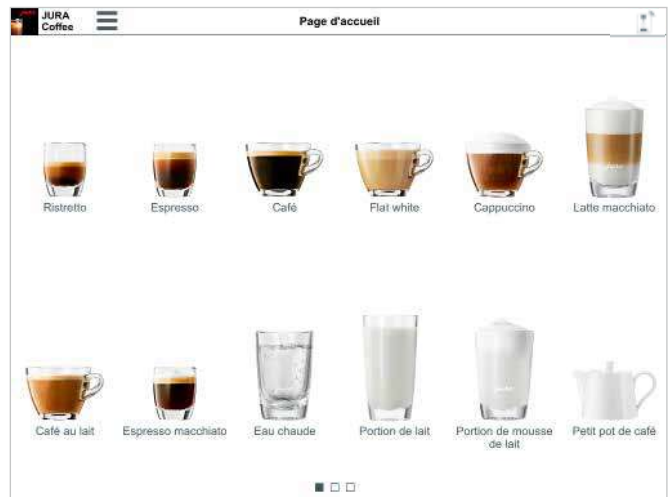 JURA
Coffee
Page d'accueil
Ristretto
Espresso
Café
Flat white
Cappuccino
Latte macchiato
Café au lait
Espresso macchiato
Eau chaude
Portion de lait
Portion de mousse
de lait
Petit pot de café